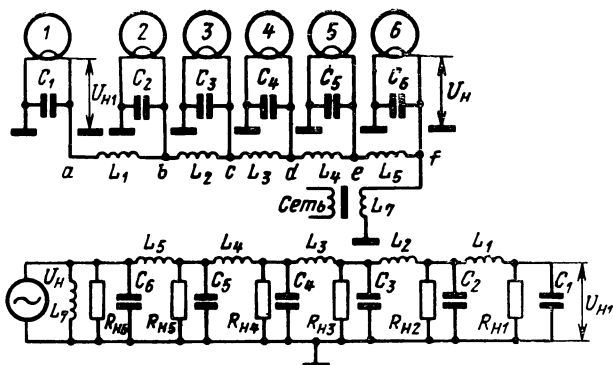 1 2 3 4 5 6
C1 C2 C3 C4 C5 C6
Uн1 Uн
a b c d e f
L1 L2 L3 L4 L5
Сеть L7
L5 L4 L3 L2 L1
Uн L7 C6 C5 C4 C3 C2 C1 Uн1
Rн6 Rн5 Rн4 Rн3 Rн2 Rн1